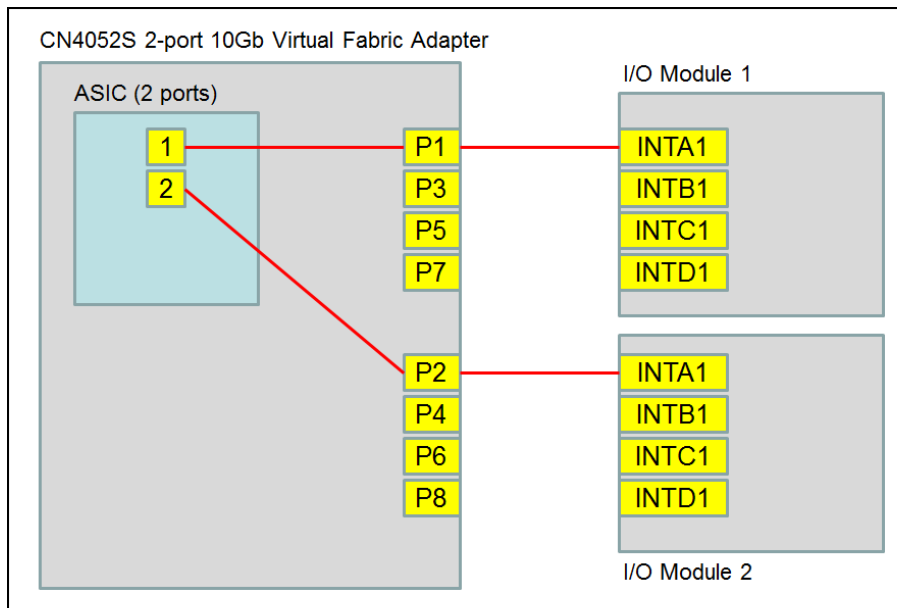 CN4052S 2-port 10Gb Virtual Fabric Adapter
ASIC (2 ports)
1
2
P1
P3
P5
P7
P2
P4
P6
P8
I/O Module 1
INTA1
INTB1
INTC1
INTD1
INTA1
INTB1
INTC1
INTD1
I/O Module 2